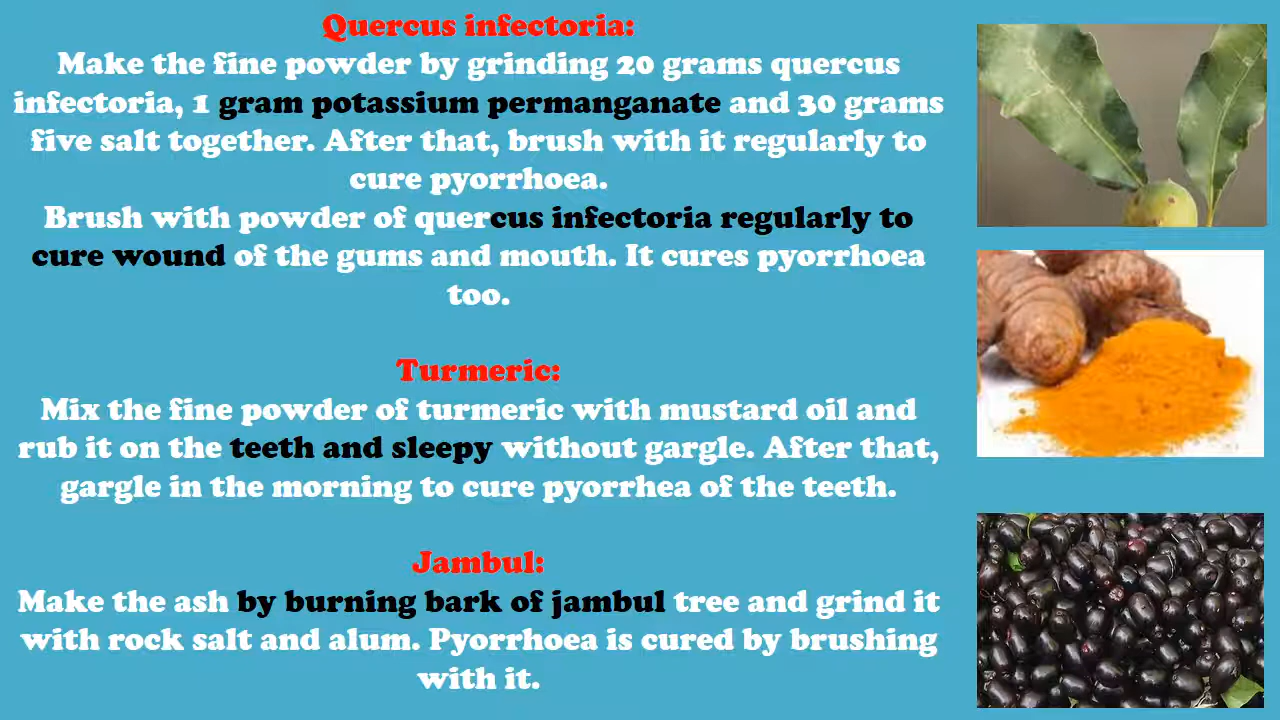 Quercus infectoria:
Make the fine powder by grinding 20 grams quercus
infectoria, 1 gram potassium permanganate and 30 grams
five salt together. After that, brush with it regularly to
cure pyorrhoea.
Brush with powder of quercus infectoria regularly to
cure wound of the gums and mouth. It cures pyorrhoea
too.
Turmeric:
Mix the fine powder of turmeric with mustard oil and
rub it on the teeth and sleepy without gargle. After that,
gargle in the morning to cure pyorrhea of the teeth.
Jambul:
Make the ash by burning bark of jambul tree and grind it
with rock salt and alum. Pyorrhoea is cured by brushing
with it.